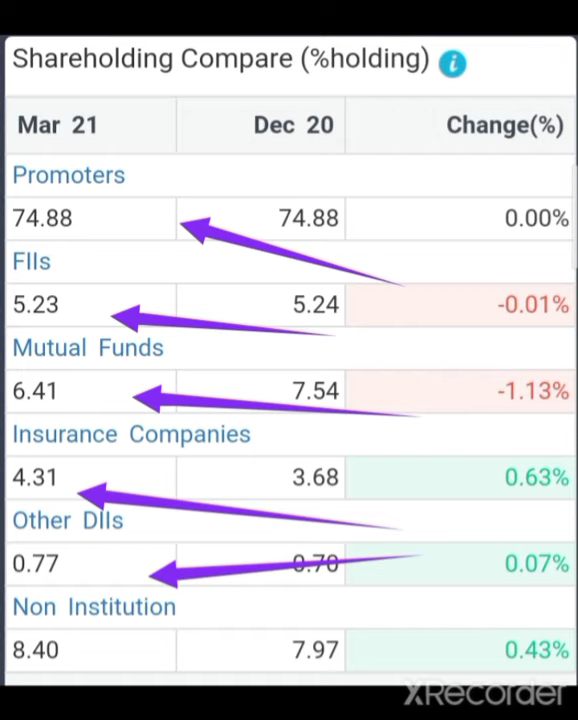 Shareholding Compare (%holding) i
Mar 21 Dec 20 Change(%)
Promoters
74.88 74.88 0.00%
FIIs
5.23 5.24 -0.01%
Mutual Funds
6.41 7.54 -1.13%
Insurance Companies
4.31 3.68 0.63%
Other DIIs
0.77 0.70 0.07%
Non Institution
8.40 7.97 0.43%
XRecorder